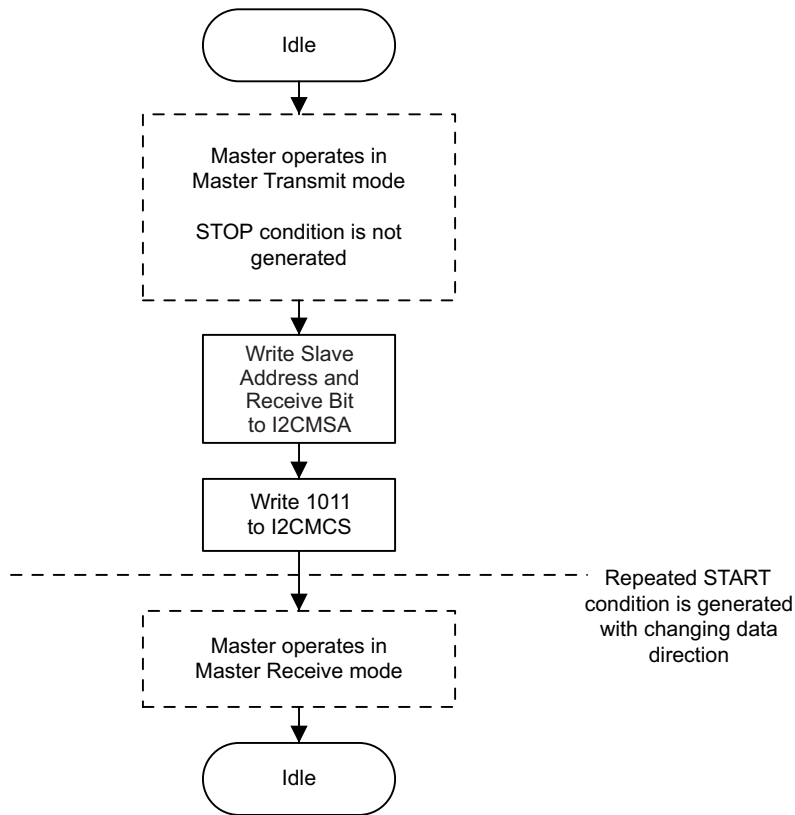 Idle
Master operates in
Master Transmit mode
STOP condition is not
generated
Write Slave
Address and
Receive Bit
to I2CMSA
Write 1011
to I2CMCS
Repeated START
condition is generated
with changing data
direction
Master operates in
Master Receive mode
Idle